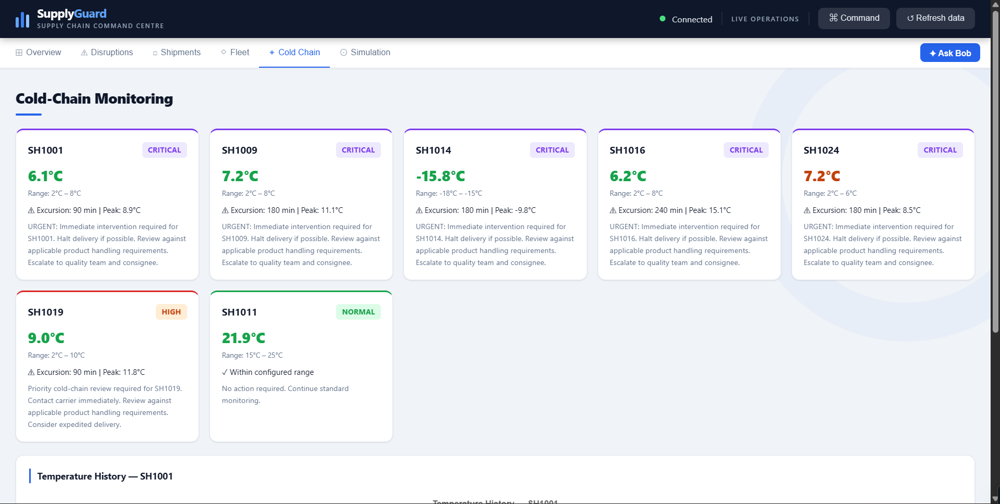 SupplyGuard
SUPPLY CHAIN COMMAND CENTRE
Connected
LIVE OPERATIONS
⌘ Command
↺ Refresh data
Overview
Disruptions
Shipments
Fleet
Cold Chain
Simulation
✦ Ask Bob
Cold-Chain Monitoring
SH1001
CRITICAL
6.1°C
Range: 2°C – 8°C
⚠ Excursion: 90 min | Peak: 8.9°C
URGENT: Immediate intervention required for
SH1001. Halt delivery if possible. Review against
applicable product handling requirements.
Escalate to quality team and consignee.
SH1009
CRITICAL
7.2°C
Range: 2°C – 8°C
⚠ Excursion: 180 min | Peak: 11.1°C
URGENT: Immediate intervention required for
SH1009. Halt delivery if possible. Review against
applicable product handling requirements.
Escalate to quality team and consignee.
SH1014
CRITICAL
-15.8°C
Range: -18°C – -15°C
⚠ Excursion: 180 min | Peak: -9.8°C
URGENT: Immediate intervention required for
SH1014. Halt delivery if possible. Review against
applicable product handling requirements.
Escalate to quality team and consignee.
SH1016
CRITICAL
6.2°C
Range: 2°C – 8°C
⚠ Excursion: 240 min | Peak: 15.1°C
URGENT: Immediate intervention required for
SH1016. Halt delivery if possible. Review against
applicable product handling requirements.
Escalate to quality team and consignee.
SH1024
CRITICAL
7.2°C
Range: 2°C – 6°C
⚠ Excursion: 180 min | Peak: 8.5°C
URGENT: Immediate intervention required for
SH1024. Halt delivery if possible. Review against
applicable product handling requirements.
Escalate to quality team and consignee.
SH1019
HIGH
9.0°C
Range: 2°C – 10°C
⚠ Excursion: 90 min | Peak: 11.8°C
Priority cold-chain review required for SH1019.
Contact carrier immediately. Review against
applicable product handling requirements.
Consider expedited delivery.
SH1011
NORMAL
21.9°C
Range: 15°C – 25°C
✓ Within configured range
No action required. Continue standard
monitoring.
Temperature History — SH1001
Temperature History — SH1001